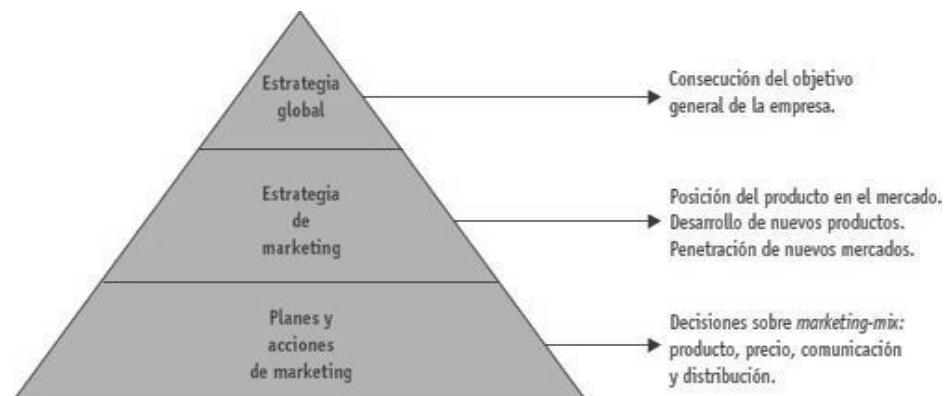 Estrategia
global
Consecución del objetivo
general de la empresa.
Estrategia
de
marketing
Posición del producto en el mercado.
Desarrollo de nuevos productos.
Penetración de nuevos mercados.
Planes y
acciones
de marketing
Decisiones sobre marketing-mix:
producto, precio, comunicación
y distribución.